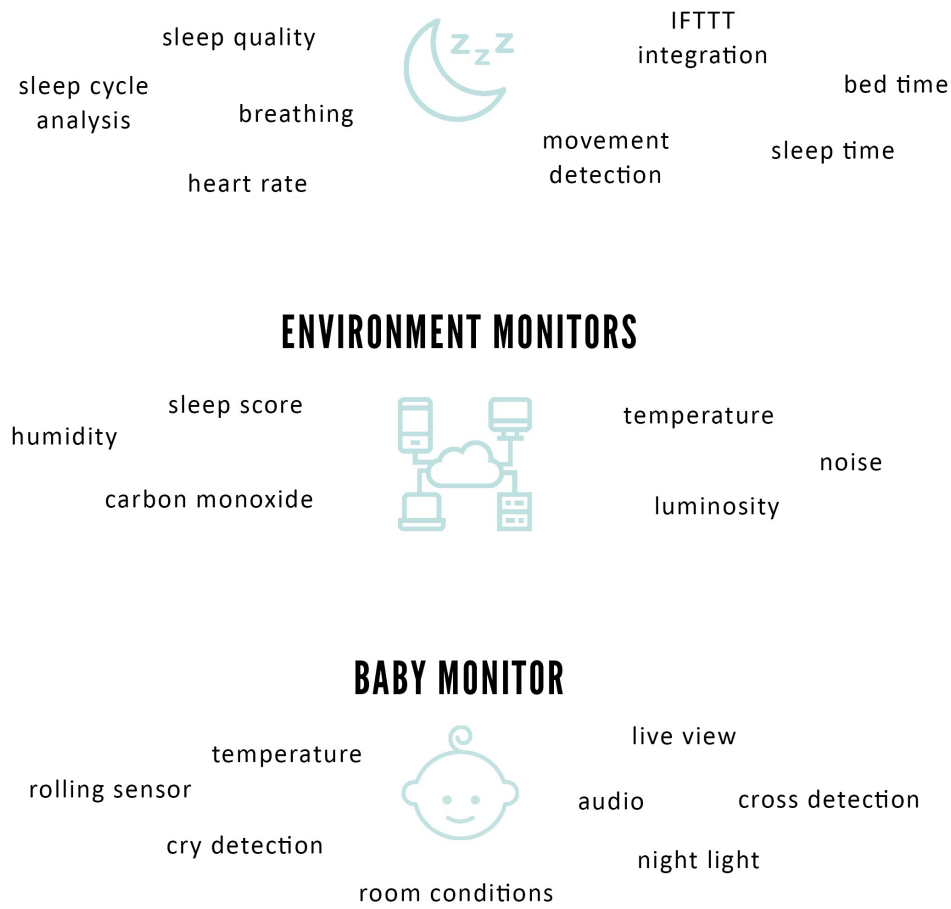 sleep quality
IFTTT
integration
sleep cycle
analysis
bed time
breathing
movement
detection
sleep time
heart rate
z z z
ENVIRONMENT MONITORS
sleep score
temperature
humidity
noise
carbon monoxide
luminosity
BABY MONITOR
live view
temperature
rolling sensor
audio
cross detection
cry detection
night light
room conditions